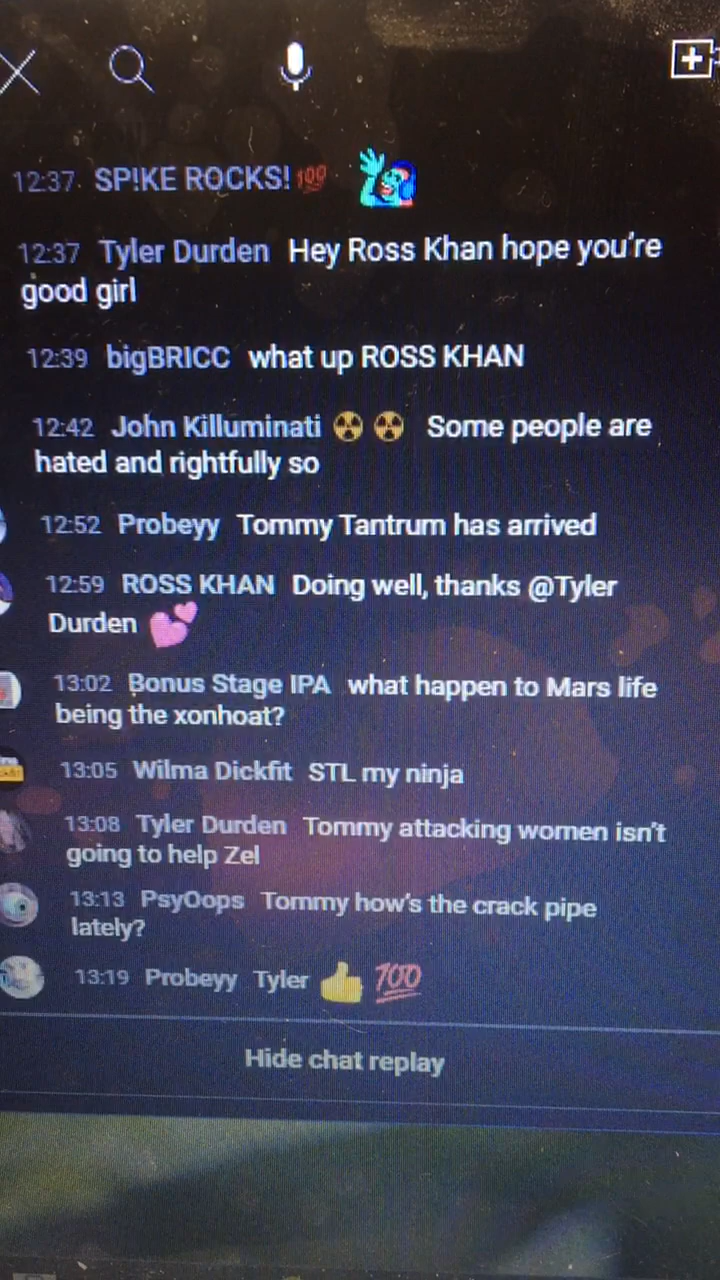 12:37 SP!KE ROCKS!💯
12:37 Tyler Durden Hey Ross Khan hope you're
good girl
12:39 bigBRICC what up ROSS KHAN
12:42 John Killuminati ☢️ ☢️ Some people are
hated and rightfully so
12:52 Probeyy Tommy Tantrum has arrived
12:59 ROSS KHAN Doing well, thanks @Tyler
Durden 💕
13:02 Bonus Stage IPA what happen to Mars life
being the xonhoat?
13:05 Wilma Dickfit STL my ninja
13:08 Tyler Durden Tommy attacking women isn't
going to help Zel
13:13 PsyOops Tommy how's the crack pipe
lately?
13:19 Probeyy Tyler 👍 💯
Hide chat replay